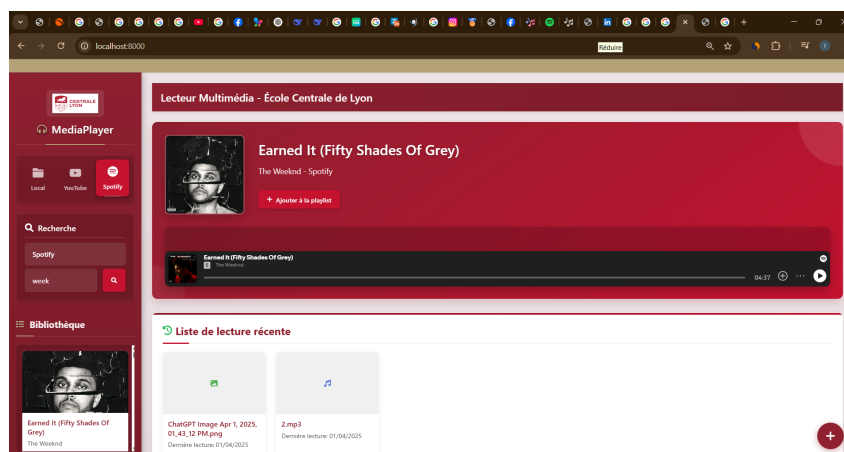 localhost:8000
Réduire
CENTRALE
LYON
MediaPlayer
Local
YouTube
Spotify
Recherche
Spotify
week
Bibliothèque
Earned It (Fifty Shades Of
Grey)
The Weeknd
Lecteur Multimédia - École Centrale de Lyon
Earned It (Fifty Shades Of Grey)
The Weeknd - Spotify
+ Ajouter à la playlist
Earned It (Fifty Shades Of Grey)
E The Weeknd
04:37
Liste de lecture récente
ChatGPT Image Apr 1, 2025,
01_43_12 PM.png
Dernière lecture: 01/04/2025
2.mp3
Dernière lecture: 01/04/2025